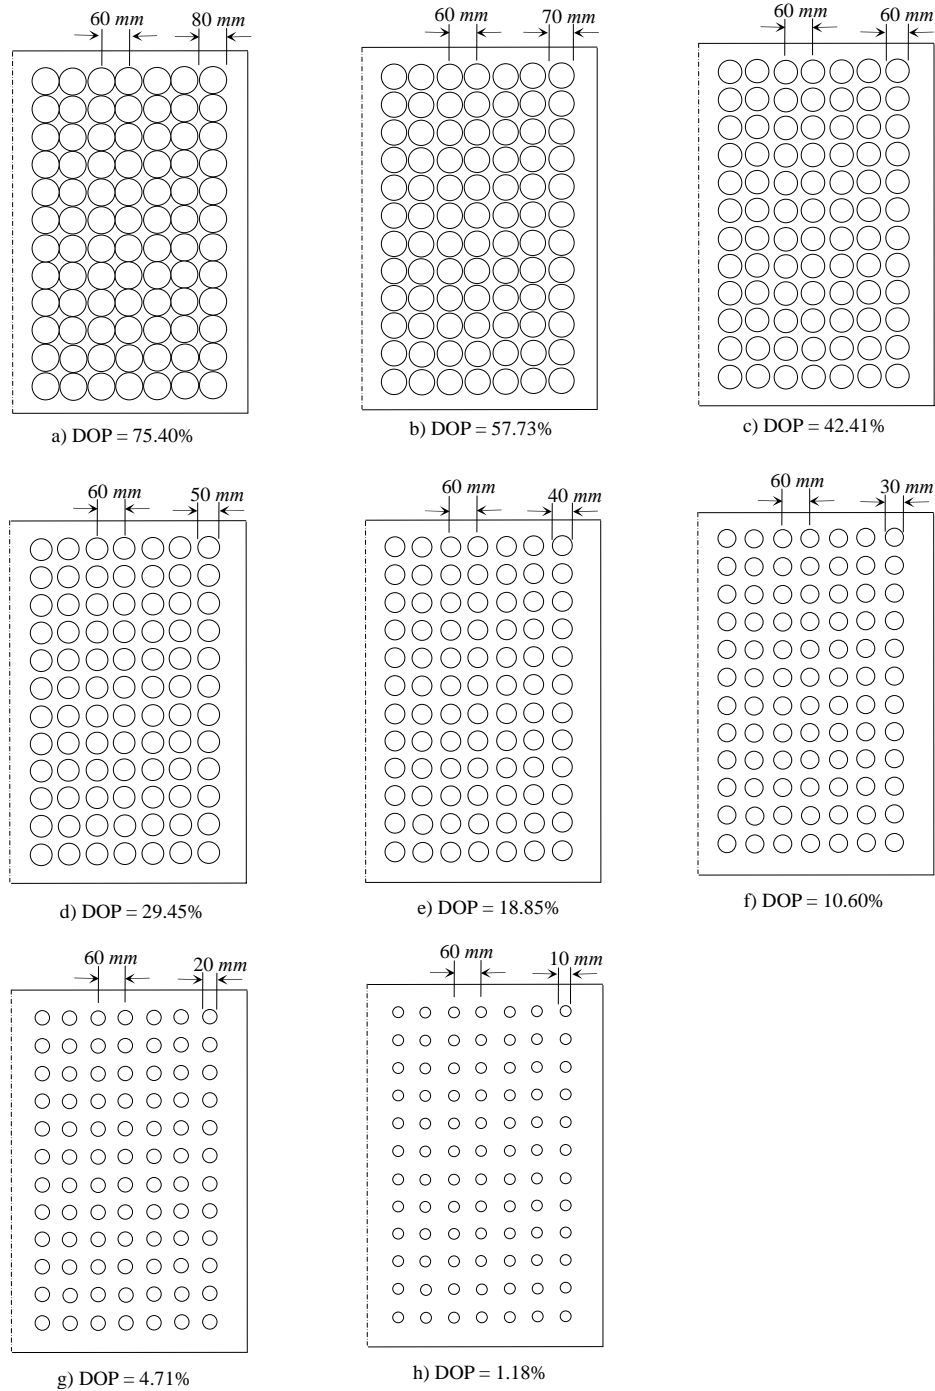 60 mm 80 mm
60 mm 70 mm
60 mm 60 mm
a) DOP = 75.40%
b) DOP = 57.73%
c) DOP = 42.41%
60 mm 50 mm
60 mm 40 mm
60 mm 30 mm
d) DOP = 29.45%
e) DOP = 18.85%
f) DOP = 10.60%
60 mm 20 mm
60 mm 10 mm
g) DOP = 4.71%
h) DOP = 1.18%